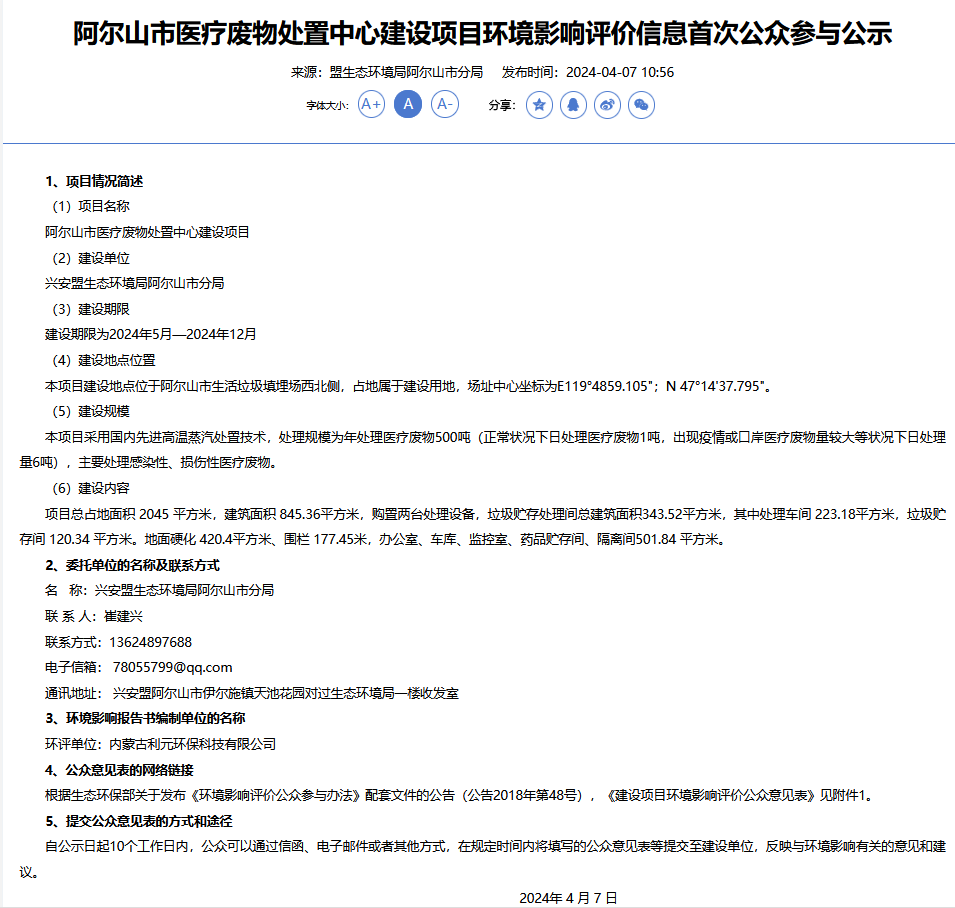 阿尔山市医疗废物处置中心建设项目环境影响评价信息首次公众参与公示
来源：盟生态环境局阿尔山市分局 发布时间：2024-04-07 10:56
字体大小： A+ A A- 分享：
1、项目情况简述
（1）项目名称
阿尔山市医疗废物处置中心建设项目
（2）建设单位
兴安盟生态环境局阿尔山市分局
（3）建设期限
建设期限为2024年5月—2024年12月
（4）建设地点位置
本项目建设地点位于阿尔山市生活垃圾填埋场西北侧，占地属于建设用地，场址中心坐标为E119°4859.105"；N 47°14'37.795"。
（5）建设规模
本项目采用国内先进高温蒸汽处置技术，处理规模为年处理医疗废物500吨（正常状况下日处理医疗废物1吨，出现疫情或口岸医疗废物量较大等状况下日处理
量6吨），主要处理感染性、损伤性医疗废物。
（6）建设内容
项目总占地面积 2045 平方米，建筑面积 845.36平方米，购置两台处理设备，垃圾贮存处理间总建筑面积343.52平方米，其中处理车间 223.18平方米，垃圾贮
存间 120.34 平方米。地面硬化 420.4平方米、围栏 177.45米，办公室、车库、监控室、药品贮存间、隔离间501.84 平方米。
2、委托单位的名称及联系方式
名 称：兴安盟生态环境局阿尔山市分局
联 系 人：崔建兴
联系方式：13624897688
电子信箱： 78055799@qq.com
通讯地址： 兴安盟阿尔山市伊尔施镇天池花园对过生态环境局一楼收发室
3、环境影响报告书编制单位的名称
环评单位：内蒙古利元环保科技有限公司
4、公众意见表的网络链接
根据生态环保部关于发布《环境影响评价公众参与办法》配套文件的公告（公告2018年第48号），《建设项目环境影响评价公众意见表》见附件1。
5、提交公众意见表的方式和途径
自公示日起10个工作日内，公众可以通过信函、电子邮件或者其他方式，在规定时间内将填写的公众意见表等提交至建设单位，反映与环境影响有关的意见和建
议。
2024年 4 月 7 日